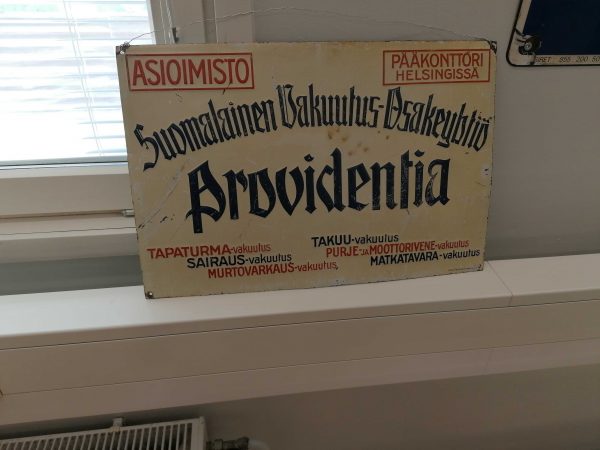 ASIOIMISTO
PÄÄKONTTORI
HELSINGISSÄ
Suomalainen Vakuutus-Osakeyhtiö
Providentia
TAPATURMA-vakuutus
SAIRAUS-vakuutus
MURTOVARKAUS-vakuutus,
TAKUU-vakuutus
PURJE-JA MOOTTORIVENE-vakuutus
MATKATAVARA-vakuutus